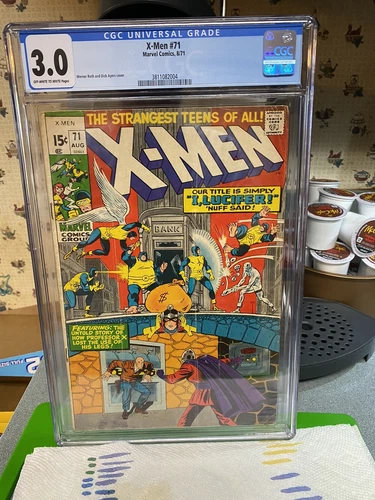 CGC UNIVERSAL GRADE
3.0
OFF-WHITE TO WHITE Pages
X-Men #71
Marvel Comics, 8/71
Werner Roth and Dick Ayers cover
3811082004
CGC
THE STRANGEST TEENS OF ALL!
X-MEN
15¢
71
AUG
X-MEN
MARVEL
COMICS
GROUP
OUR TITLE IS SIMPLY
"I, LUCIFER!"
'NUFF SAID!
BANK
$
FEATURING: THE
UNTOLD STORY OF
HOW PROFESSOR X
LOST THE USE OF
HIS LEGS!